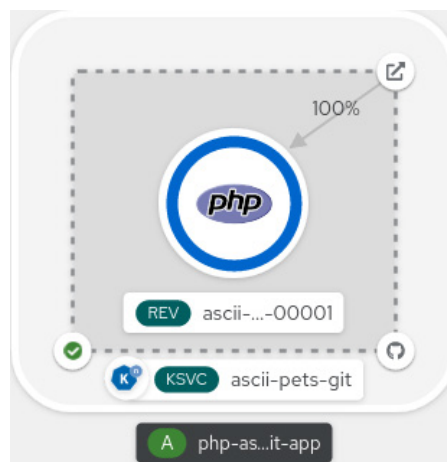 100%
php
REV ascii-...-00001
K n
KSVC ascii-pets-git
A php-as...it-app